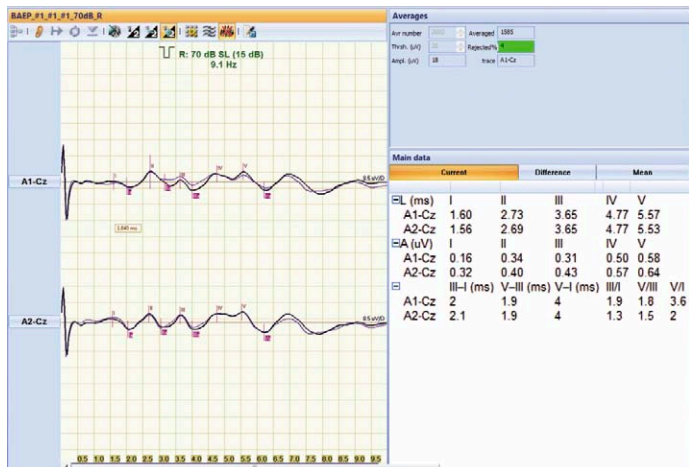 BAEP_#1_#1_#1_70dB_R
R: 70 dB SL (15 dB)
9.1 Hz
A1-Cz
I
II
III
IV
V
0.5 uV/D
A2-Cz
I
II
III
IV
V
0.5 uV/D
0.5 1.0 1.5 2.0 2.5 3.0 3.5 4.0 4.5 5.0 5.5 6.0 6.5 7.0 7.5 8.0 8.5 9.0 9.5
Averages
Avr number 2000 Averaged 1585
Thrsh. (uV) Rejected% 4
Ampl. (uV) 18 trace A1-Cz
Main data
Current Difference Mean
L (ms) I II III IV V
A1-Cz 1.60 2.73 3.65 4.77 5.57
A2-Cz 1.56 2.69 3.65 4.77 5.53
A (uV) I II III IV V
A1-Cz 0.16 0.34 0.31 0.50 0.58
A2-Cz 0.32 0.40 0.43 0.57 0.64
III–I (ms) V–III (ms) V–I (ms) III/I V/III V/I
A1-Cz 2 1.9 4 1.9 1.8 3.6
A2-Cz 2.1 1.9 4 1.3 1.5 2